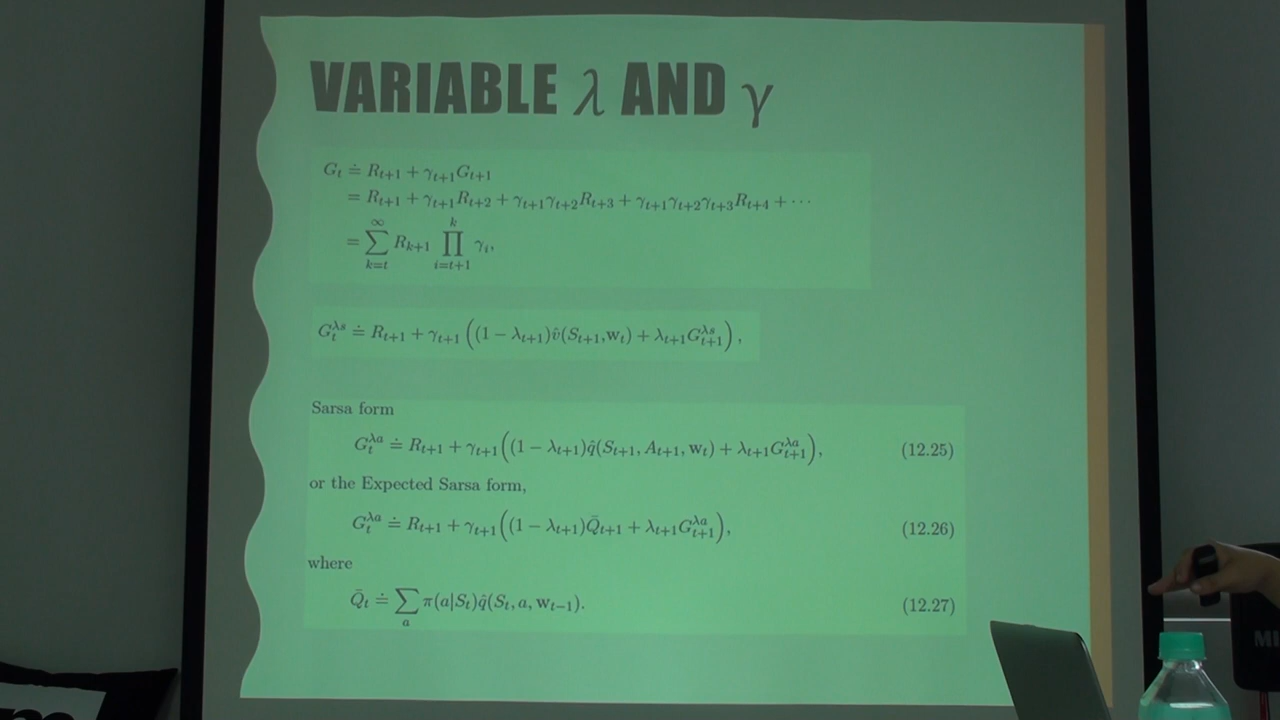 VARIABLE λ AND γ
G_t ≐ R_{t+1} + γ_{t+1}G_{t+1}
= R_{t+1} + γ_{t+1}R_{t+2} + γ_{t+1}γ_{t+2}R_{t+3} + γ_{t+1}γ_{t+2}γ_{t+3}R_{t+4} + ⋯
= ∑_{k=t}^{∞} R_{k+1} ∏_{i=t+1}^{k} γ_i,
G_t^{λs} ≐ R_{t+1} + γ_{t+1}((1 − λ_{t+1})v̂(S_{t+1},w_t) + λ_{t+1}G_{t+1}^{λs}),
Sarsa form
G_t^{λa} ≐ R_{t+1} + γ_{t+1}((1 − λ_{t+1})q̂(S_{t+1}, A_{t+1}, w_t) + λ_{t+1}G_{t+1}^{λa}), (12.25)
or the Expected Sarsa form,
G_t^{λa} ≐ R_{t+1} + γ_{t+1}((1 − λ_{t+1})Q̄_{t+1} + λ_{t+1}G_{t+1}^{λa}), (12.26)
where
Q̄_t ≐ ∑_a π(a|S_t)q̂(S_t, a, w_{t−1}). (12.27)